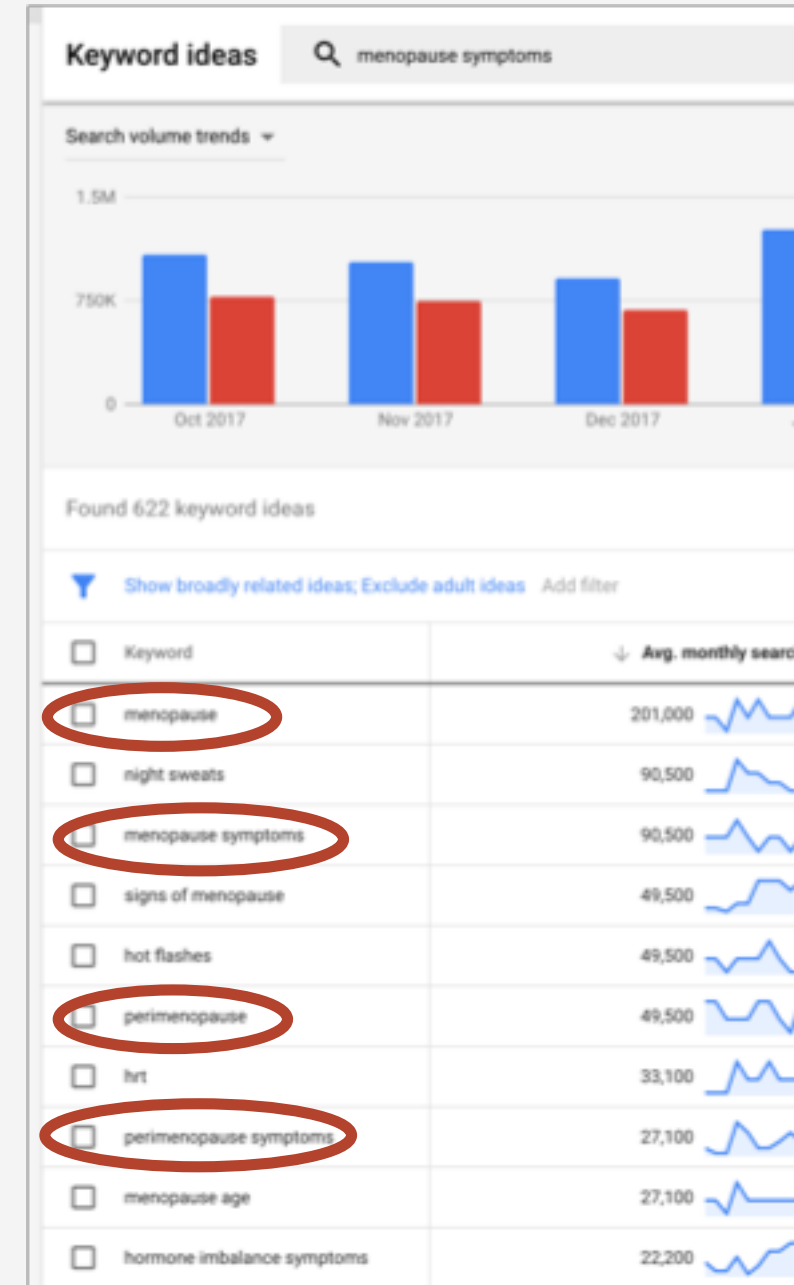 Keyword ideas menopause symptoms
Search volume trends
1.5M
750K
0
Oct 2017 Nov 2017 Dec 2017
Found 622 keyword ideas
Show broadly related ideas; Exclude adult ideas Add filter
Keyword Avg. monthly searc
menopause 201,000
night sweats 90,500
menopause symptoms 90,500
signs of menopause 49,500
hot flashes 49,500
perimenopause 49,500
hrt 33,100
perimenopause symptoms 27,100
menopause age 27,100
hormone imbalance symptoms 22,200